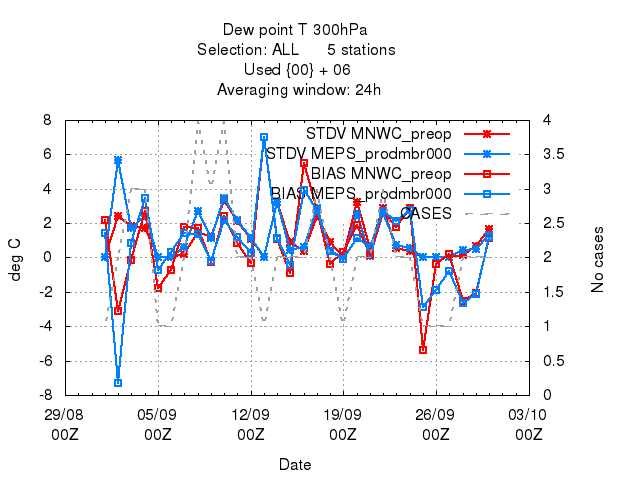 Dew point T 300hPa
Selection: ALL 5 stations
Used {00} + 06
Averaging window: 24h
8 4
6 3.5
4 3
2 2.5
0 2
-2 1.5
-4 1
-6 0.5
-8 0
STDV MNWC_preop
STDV MEPS_prodmbr000
BIAS MNWC_preop
BIAS MEPS_prodmbr000
CASES
deg C
No cases
29/08 05/09 12/09 19/09 26/09 03/10
00Z 00Z 00Z 00Z 00Z 00Z
Date